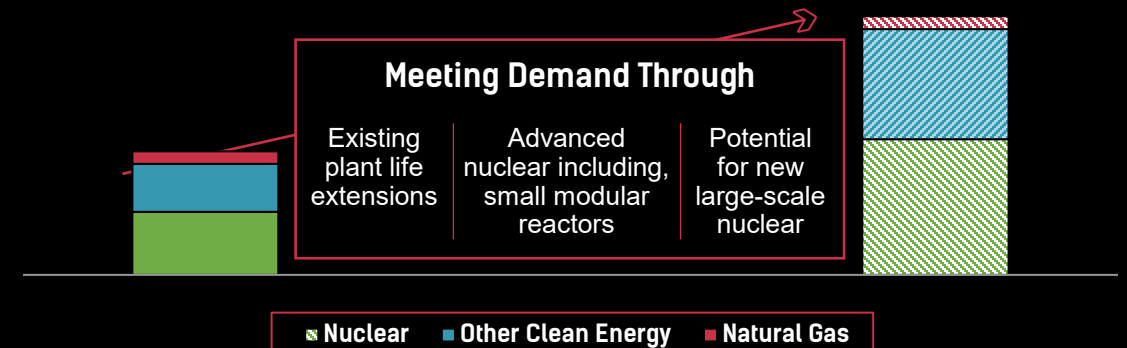 Meeting Demand Through
Existing
plant life
extensions
Advanced
nuclear including,
small modular
reactors
Potential
for new
large-scale
nuclear
Nuclear
Other Clean Energy
Natural Gas